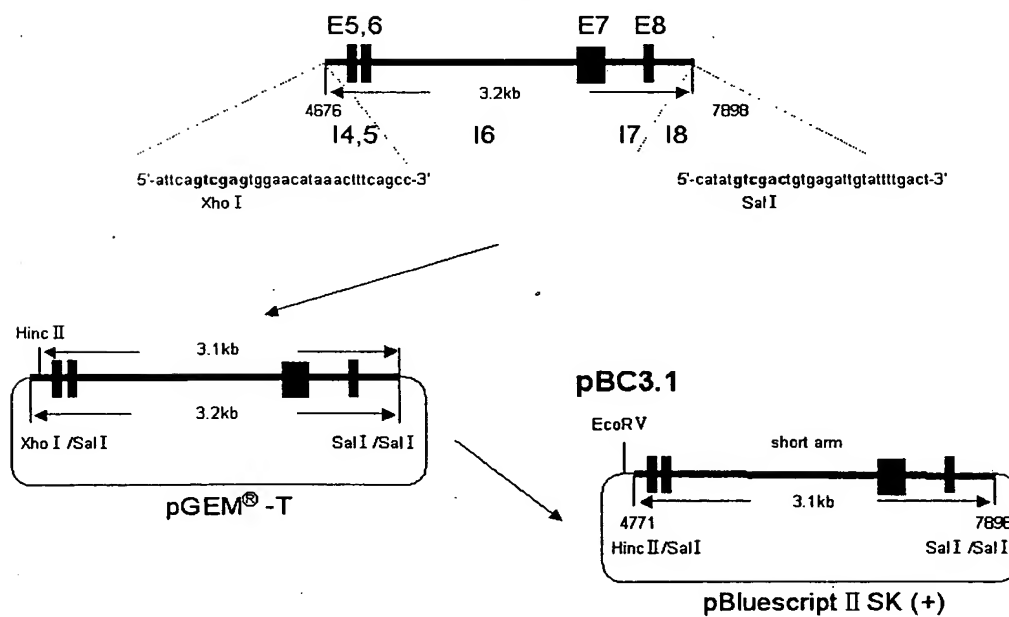 E5,6 E7 E8
3.2kb
4676 7898
I4,5 I6 I7 I8
5'-attcagtcgagtggaacataaactttcagcc-3' 5'-catatgtcgactgtgagattgtattttgact-3'
Xho I Sal I
Hinc II
3.1kb
3.2kb
Xho I /Sal I Sal I /Sal I
pGEM® -T
pBC3.1
EcoR V
short arm
3.1kb
4771 7898
Hinc II/Sal I Sal I /Sal I
pBluescript II SK (+)